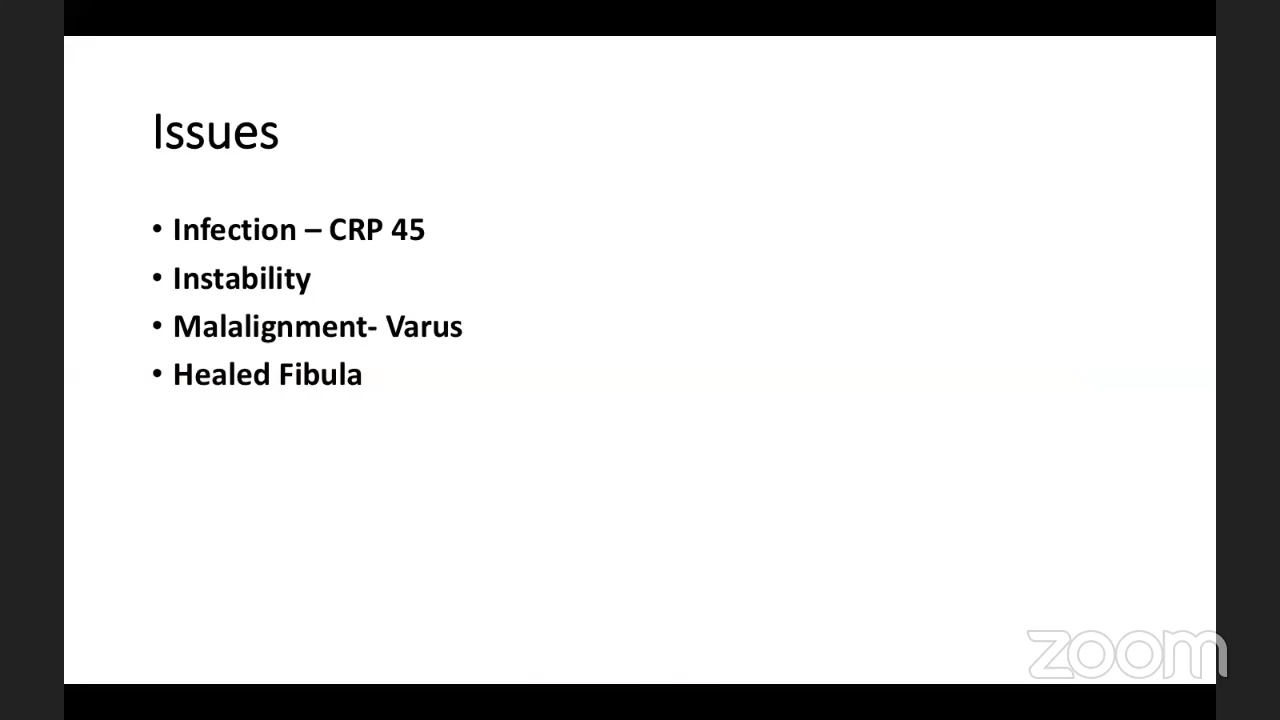 Issues
• Infection – CRP 45
• Instability
• Malalignment- Varus
• Healed Fibula
zoom